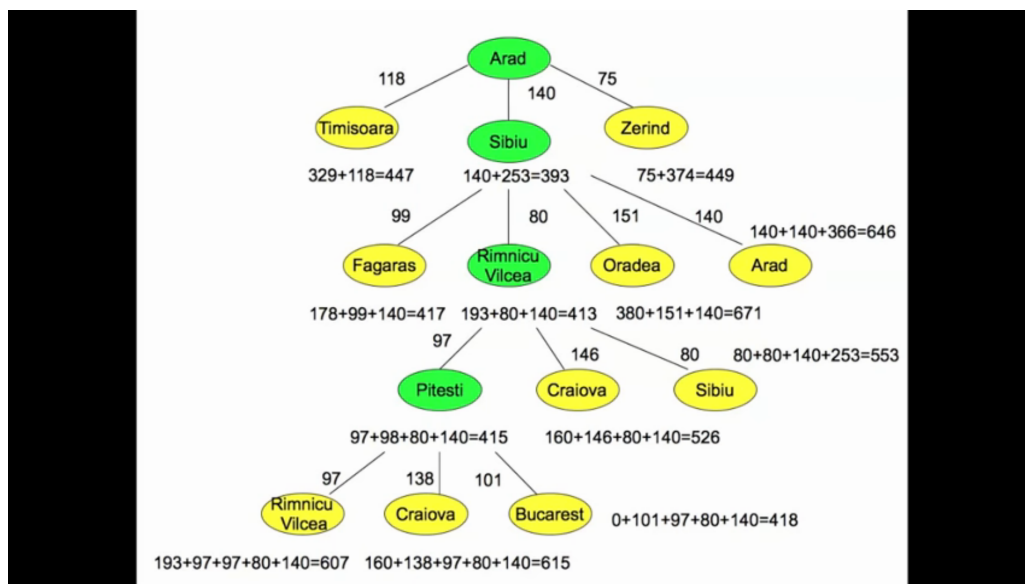 Arad
118
140
75
Timisoara
Sibiu
Zerind
329+118=447
140+253=393
75+374=449
99
80
151
140
140+140+366=646
Fagaras
Rimnicu
Vilcea
Oradea
Arad
178+99+140=417
193+80+140=413
380+151+140=671
97
146
80
80+80+140+253=553
Pitesti
Craiova
Sibiu
97+98+80+140=415
160+146+80+140=526
97
138
101
Rimnicu
Vilcea
Craiova
Bucarest
0+101+97+80+140=418
193+97+97+80+140=607
160+138+97+80+140=615